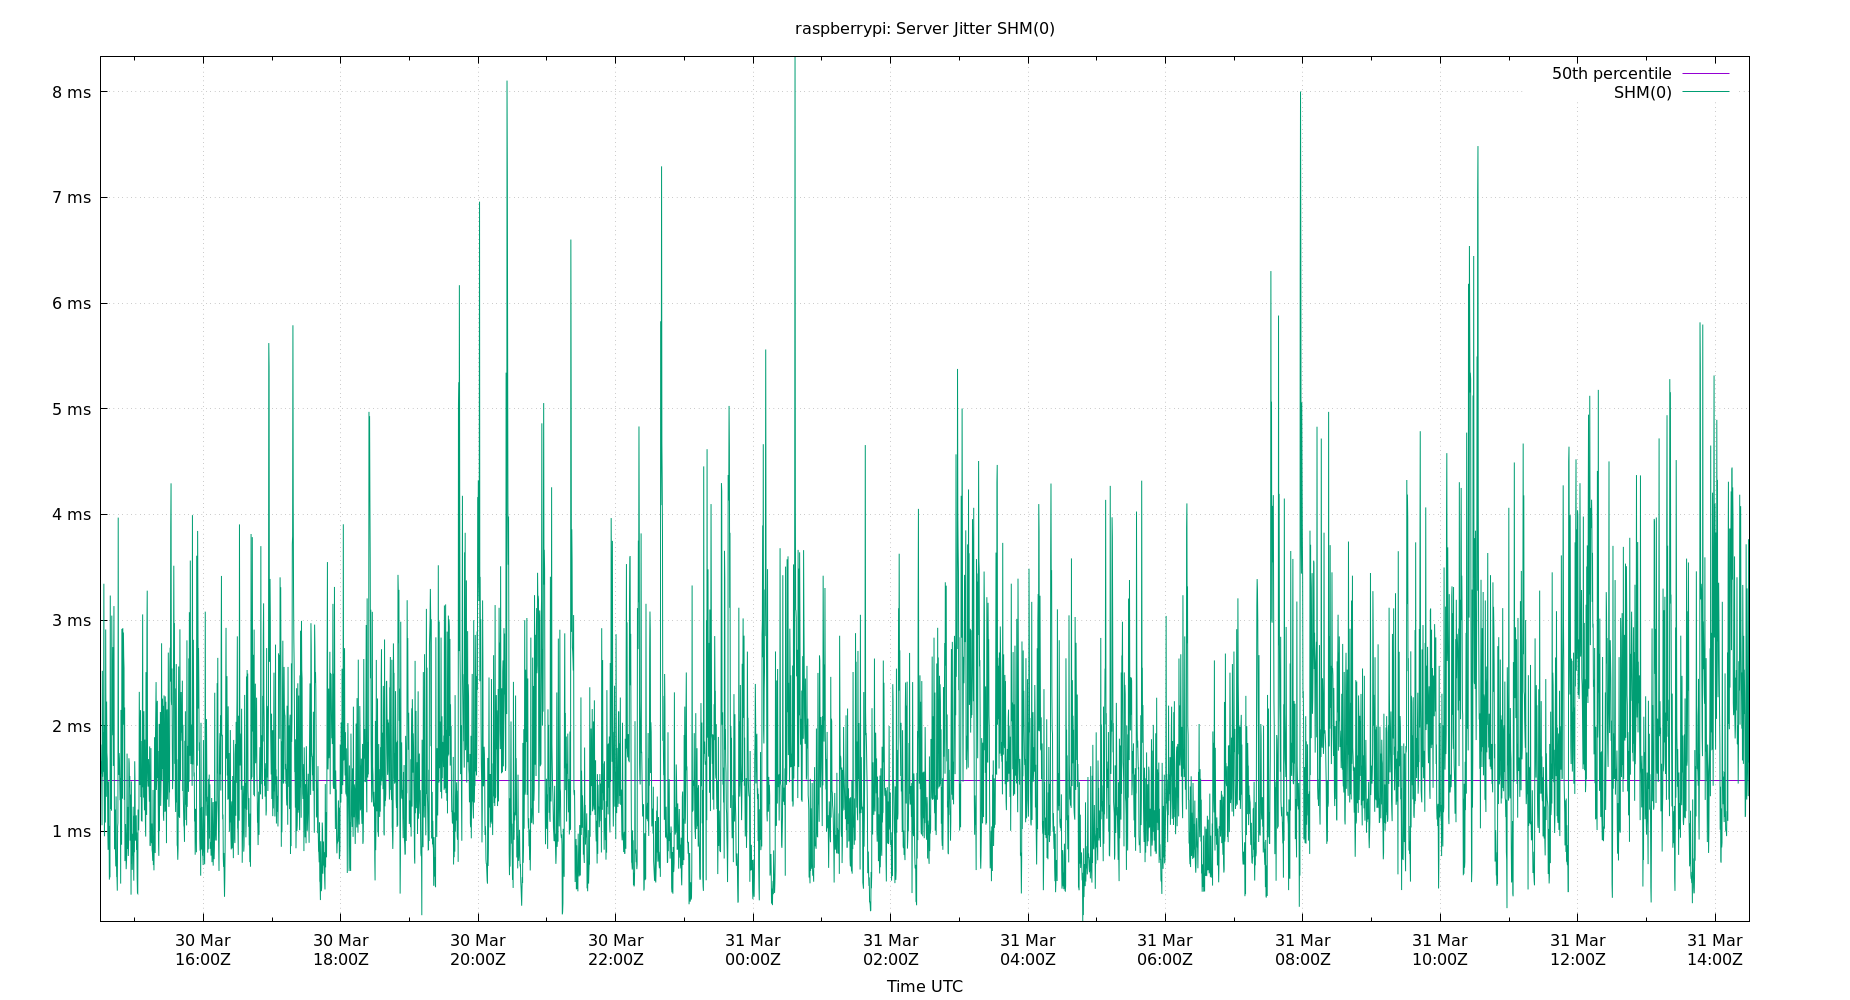 raspberrypi: Server Jitter SHM(0)
50th percentile
SHM(0)
8 ms
7 ms
6 ms
5 ms
4 ms
3 ms
2 ms
1 ms
30 Mar 30 Mar 30 Mar 30 Mar 31 Mar 31 Mar 31 Mar 31 Mar 31 Mar 31 Mar 31 Mar 31 Mar
16:00Z 18:00Z 20:00Z 22:00Z 00:00Z 02:00Z 04:00Z 06:00Z 08:00Z 10:00Z 12:00Z 14:00Z
Time UTC